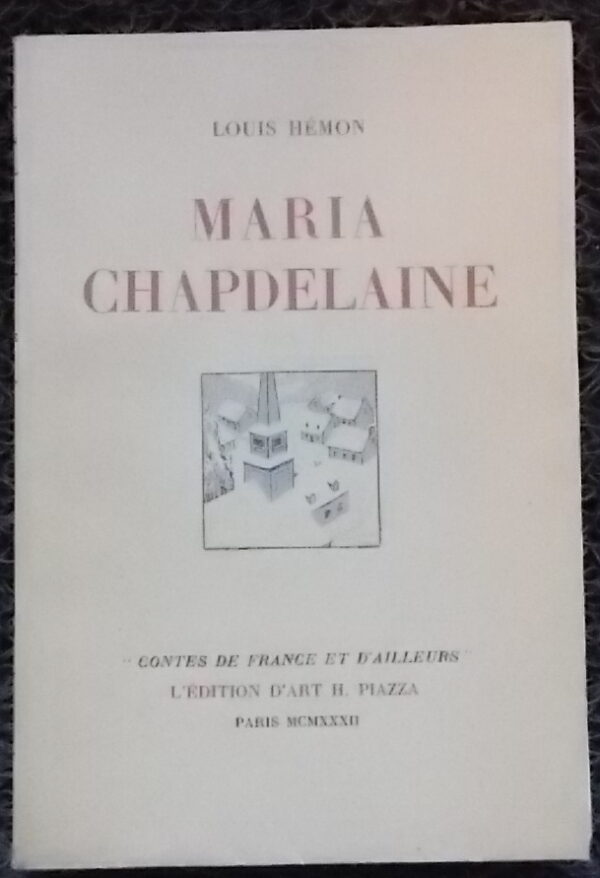 LOUIS HÉMON
MARIA
CHAPDELAINE
" CONTES DE FRANCE ET D'AILLEURS "
L'ÉDITION D'ART H. PIAZZA
PARIS MCMXXXII